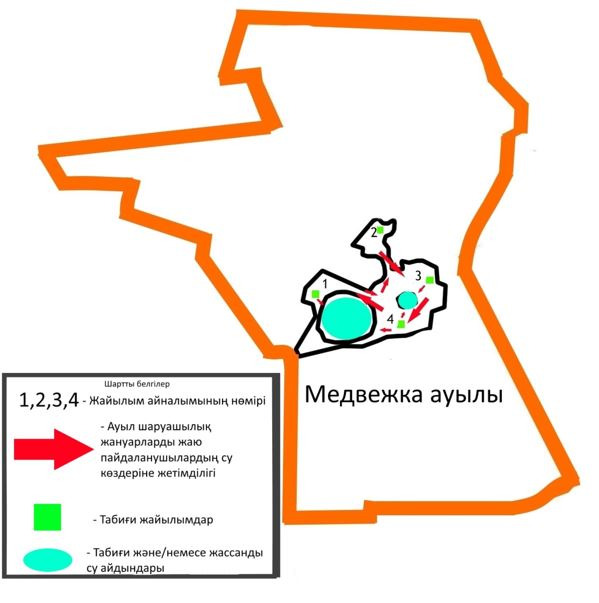 2
1
3
4
Медвежка ауылы
Шартты белгілер
1,2,3,4 - Жайылым айналымының нөмірі
- Ауыл шаруашылық
жануарларды жаю
пайдаланушылардың су
көздеріне жетімділігі
- Табиғи жайылымдар
- Табиғи және/немесе жассанды
су айдындары